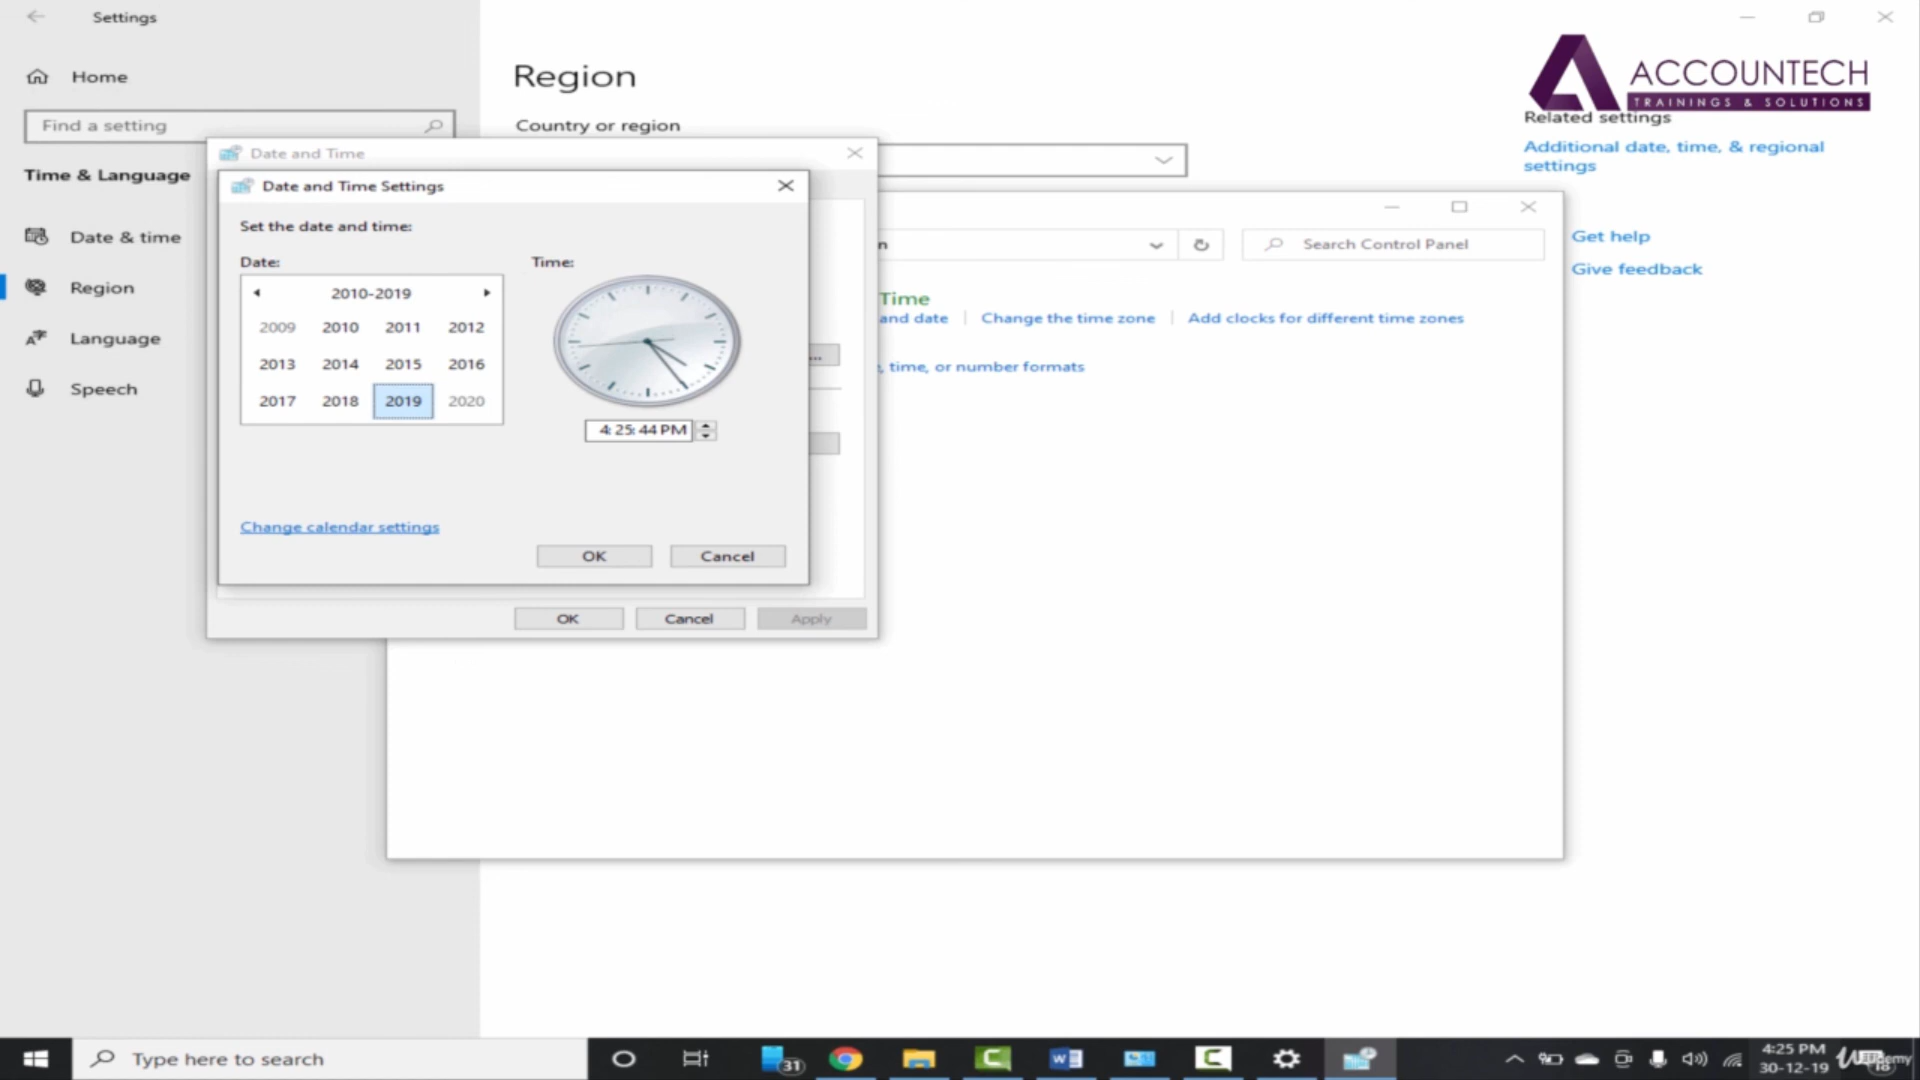 Settings
Home
Find a setting
Time & Language
Date & time
Region
Language
Speech
Region
Country or region
ACCOUNTECH
TRAININGS & SOLUTIONS
Related settings
Additional date, time, & regional
settings
Get help
Give feedback
Date and Time
Date and Time Settings
Set the date and time:
Date:
Time:
2010-2019
2009 2010 2011 2012
2013 2014 2015 2016
2017 2018 2019 2020
4:25:44 PM
Change calendar settings
OK Cancel
OK Cancel Apply
n
Search Control Panel
Time
and date Change the time zone Add clocks for different time zones
, time, or number formats
Type here to search
31
4:25 PM
30-12-19